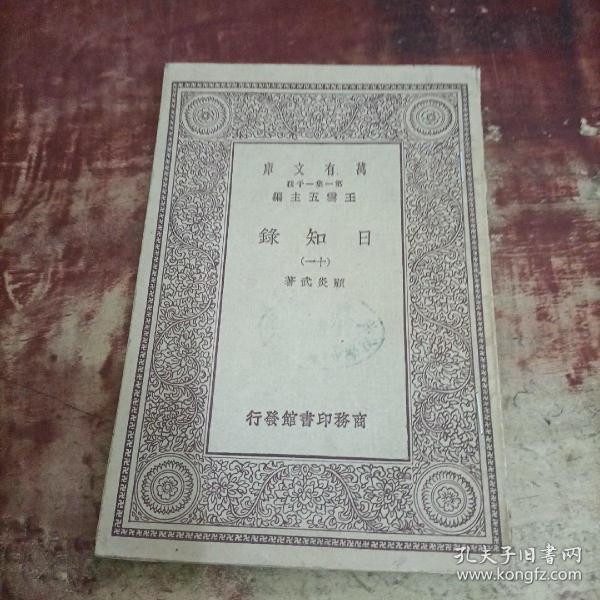 萬有文庫
第一集一千種
王雲五主編
日知錄
(十一)
顧炎武著
商務印書館發行
孔夫子旧书网
www.kongfz.com